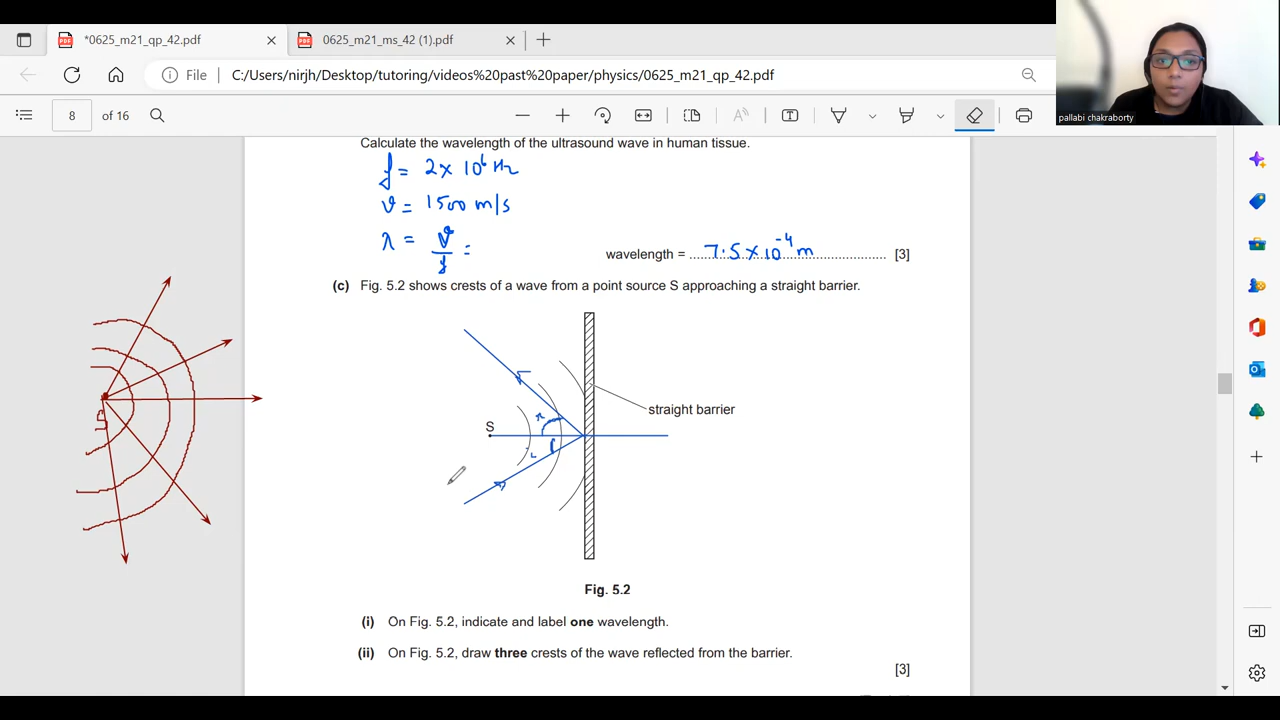 *0625_m21_qp_42.pdf
0625_m21_ms_42 (1).pdf
File
C:/Users/nirjh/Desktop/tutoring/videos%20past%20paper/physics/0625_m21_qp_42.pdf
pallabi chakraborty
8 of 16
Calculate the wavelength of the ultrasound wave in human tissue.
f = 2 × 10⁶ Hz
v = 1500 m/s
λ = v/f =
wavelength = 7.5 × 10⁻⁴ m [3]
(c) Fig. 5.2 shows crests of a wave from a point source S approaching a straight barrier.
S
straight barrier
r
i
Fig. 5.2
(i) On Fig. 5.2, indicate and label one wavelength.
(ii) On Fig. 5.2, draw three crests of the wave reflected from the barrier.
[3]